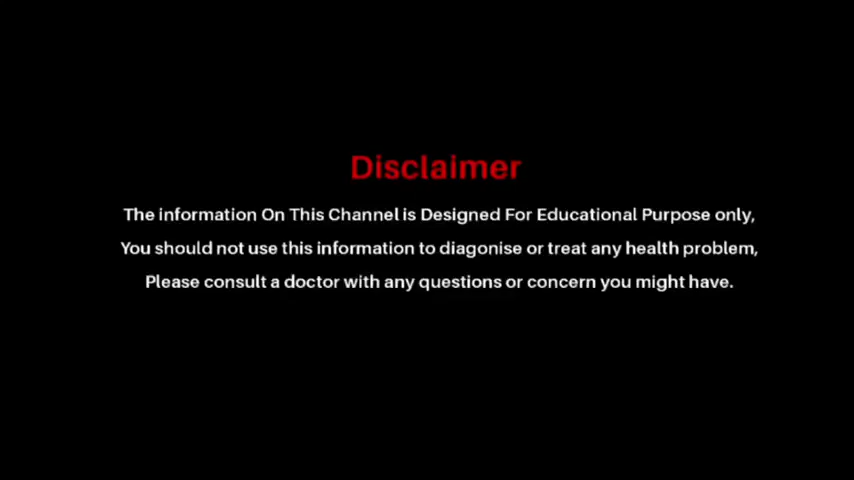 Disclaimer
The information On This Channel is Designed For Educational Purpose only,
You should not use this information to diagonise or treat any health problem,
Please consult a doctor with any questions or concern you might have.